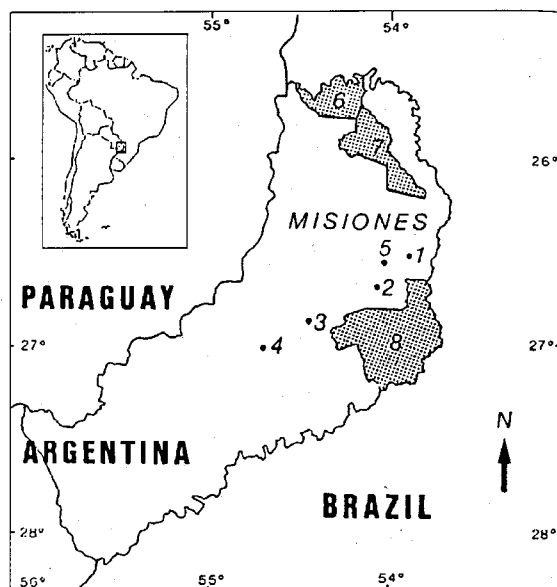 55° 54°
6
7
26°
MISIONES
5 1
2
PARAGUAY
3
4
8
27° 27°
ARGENTINA
N
BRAZIL
28° 28°
56° 55° 54°